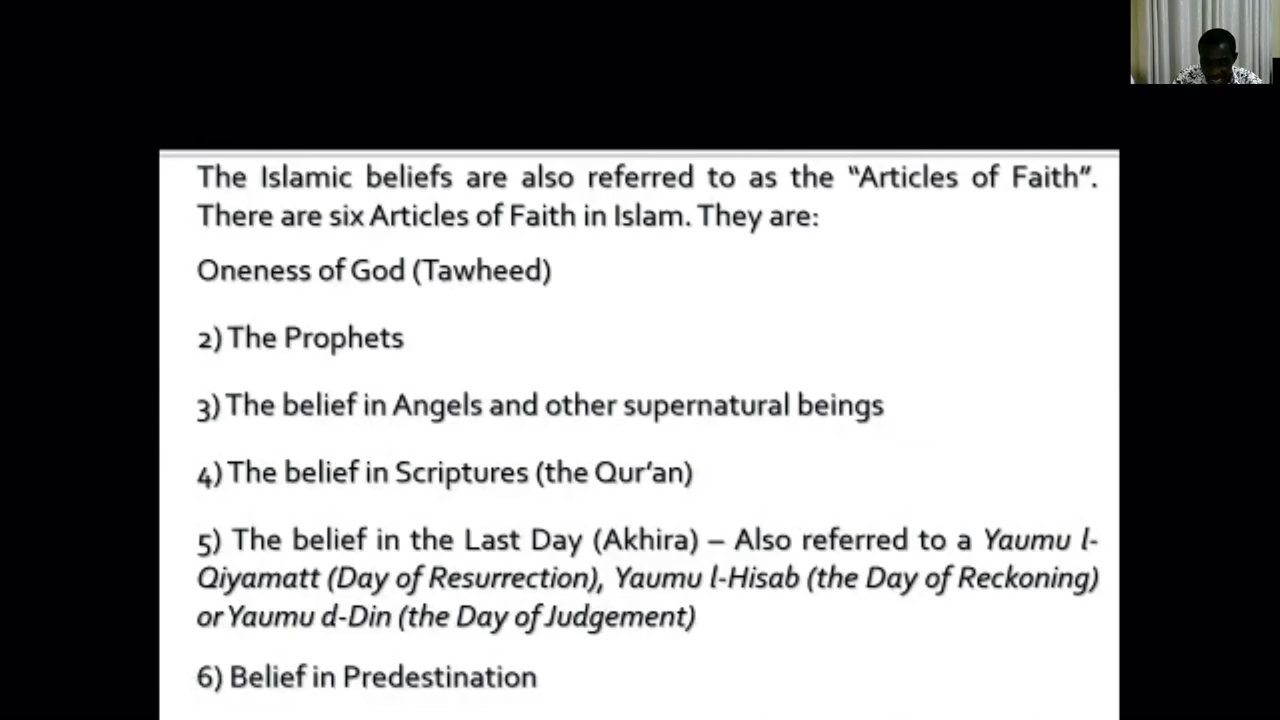 The Islamic beliefs are also referred to as the “Articles of Faith”.
There are six Articles of Faith in Islam. They are:
Oneness of God (Tawheed)
2) The Prophets
3) The belief in Angels and other supernatural beings
4) The belief in Scriptures (the Qur’an)
5) The belief in the Last Day (Akhira) – Also referred to a Yaumu l-
Qiyamatt (Day of Resurrection), Yaumu l-Hisab (the Day of Reckoning)
or Yaumu d-Din (the Day of Judgement)
6) Belief in Predestination